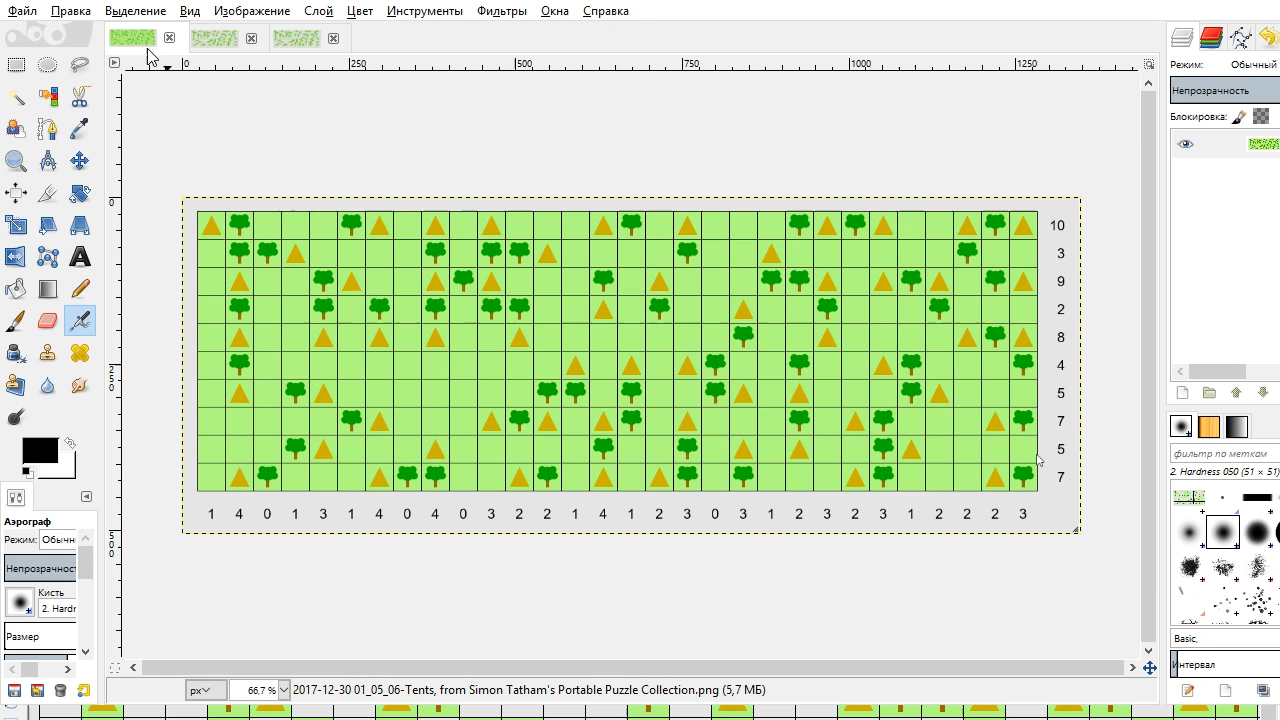 Файл Правка Выделение Вид Изображение Слой Цвет Инструменты Фильтры Окна Справка
0 250 500 750 1000 1250
Режим: Обычный
Непрозрачность
Блокировка:
0
250
500
10
3
9
2
8
4
5
7
5
7
1 4 0 1 3 1 4 0 4 0 3 2 2 1 4 1 2 3 0 3 1 2 3 2 3 1 2 2 2 3
фильтр по меткам
2. Hardness 050 (51 × 51)
Basic,
Интервал
Аэрограф
Режим: Обычн
Непрозрачност
Кисть
2. Hardn
Размер
px 66,7 % 2017-12-30 01_05_06-Tents, from Simon Tatham's Portable Puzzle Collection.png (5,7 МБ)